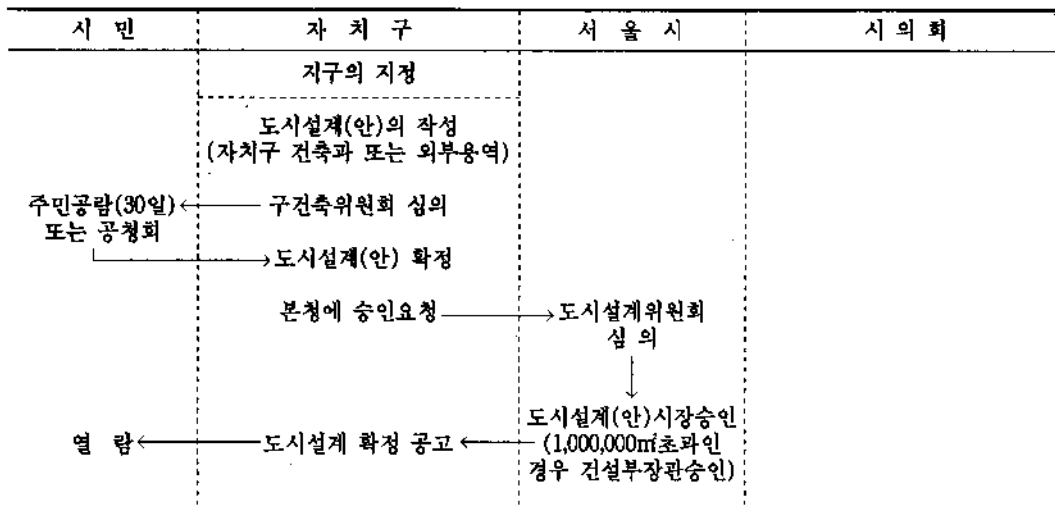 시 민 자 치 구 서 울 시 시 의 회
지구의 지정
도시설계(안)의 작성
(자치구 건축과 또는 외부용역)
주민공람(30일) 구건축위원회 심의
또는 공청회
도시설계(안) 확정
본청에 승인요청 도시설계위원회
심 의
도시설계(안)시장승인
열 람 도시설계 확정 공고 (1,000,000㎡초과인
경우 건설부장관승인)